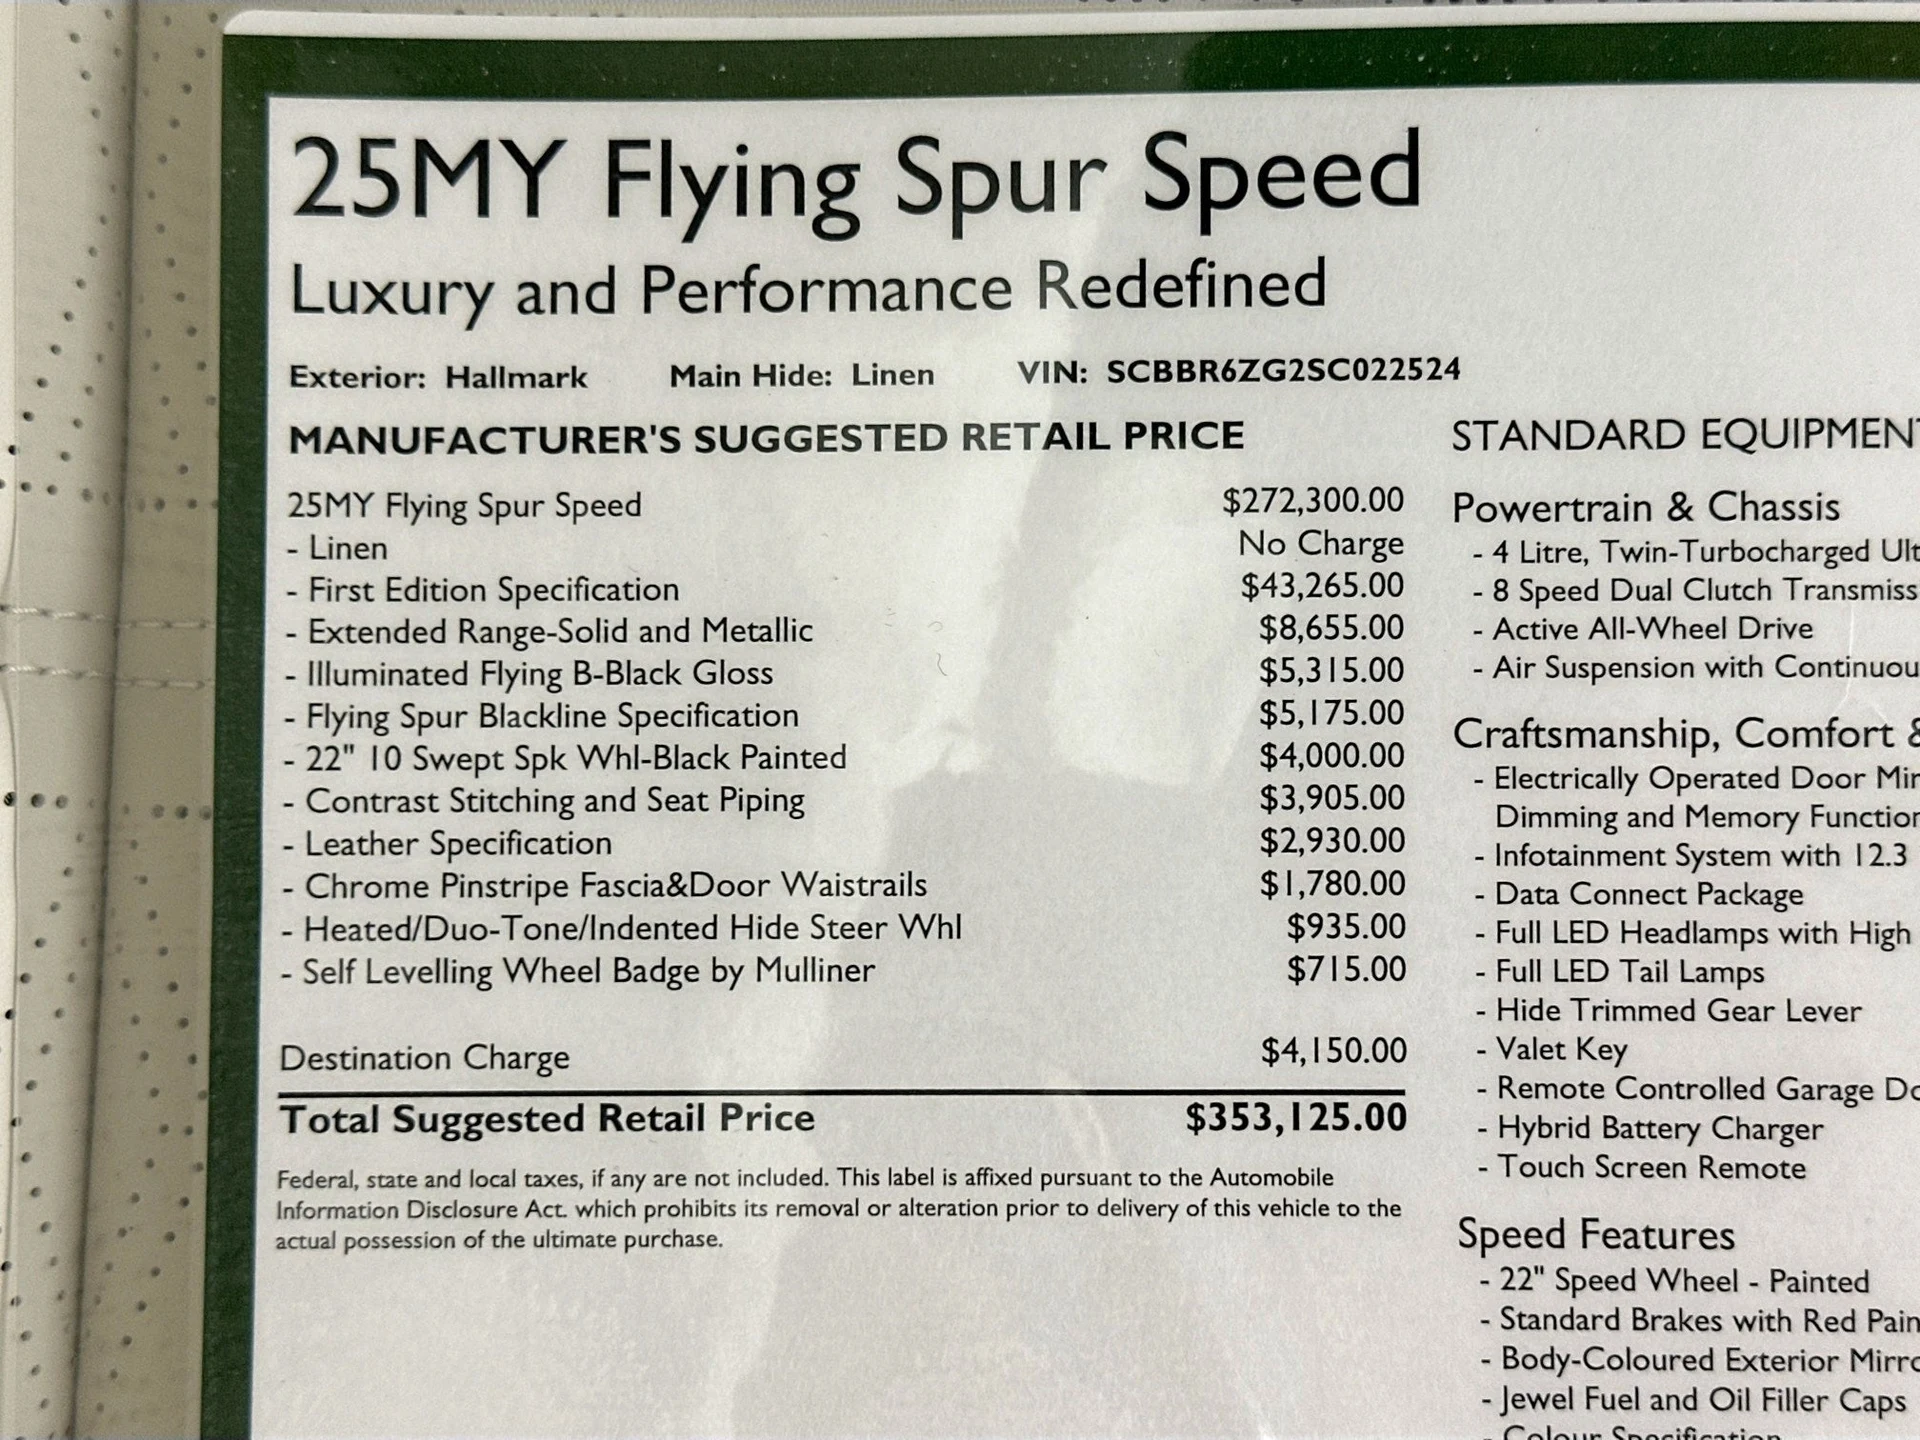 25MY Flying Spur Speed
Luxury and Performance Redefined
Exterior: Hallmark Main Hide: Linen VIN: SCBBR6ZG2SC022524
MANUFACTURER'S SUGGESTED RETAIL PRICE
25MY Flying Spur Speed $272,300.00
- Linen No Charge
- First Edition Specification $43,265.00
- Extended Range-Solid and Metallic $8,655.00
- Illuminated Flying B-Black Gloss $5,315.00
- Flying Spur Blackline Specification $5,175.00
- 22" 10 Swept Spk Whl-Black Painted $4,000.00
- Contrast Stitching and Seat Piping $3,905.00
- Leather Specification $2,930.00
- Chrome Pinstripe Fascia&Door Waistrails $1,780.00
- Heated/Duo-Tone/Indented Hide Steer Whl $935.00
- Self Levelling Wheel Badge by Mulliner $715.00
Destination Charge $4,150.00
Total Suggested Retail Price $353,125.00
Federal, state and local taxes, if any are not included. This label is affixed pursuant to the Automobile
Information Disclosure Act. which prohibits its removal or alteration prior to delivery of this vehicle to the
actual possession of the ultimate purchase.
STANDARD EQUIPMENT
Powertrain & Chassis
- 4 Litre, Twin-Turbocharged Ult
- 8 Speed Dual Clutch Transmiss
- Active All-Wheel Drive
- Air Suspension with Continuou
Craftsmanship, Comfort &
- Electrically Operated Door Mir
Dimming and Memory Function
- Infotainment System with 12.3
- Data Connect Package
- Full LED Headlamps with High
- Full LED Tail Lamps
- Hide Trimmed Gear Lever
- Valet Key
- Remote Controlled Garage Do
- Hybrid Battery Charger
- Touch Screen Remote
Speed Features
- 22" Speed Wheel - Painted
- Standard Brakes with Red Pain
- Body-Coloured Exterior Mirro
- Jewel Fuel and Oil Filler Caps
- Colour Specification